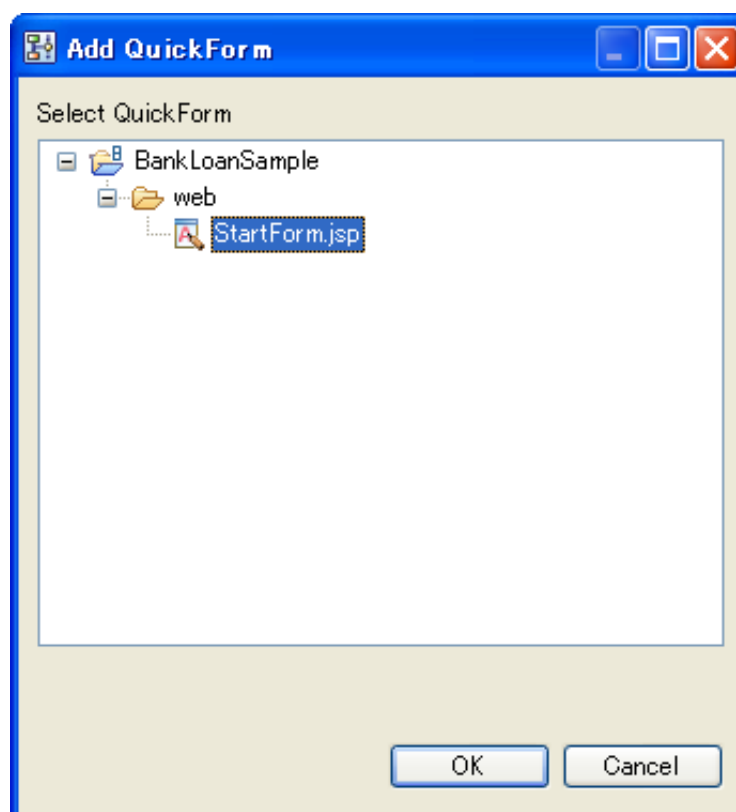 Add QuickForm
Select QuickForm
BankLoanSample
web
StartForm.jsp
OK Cancel